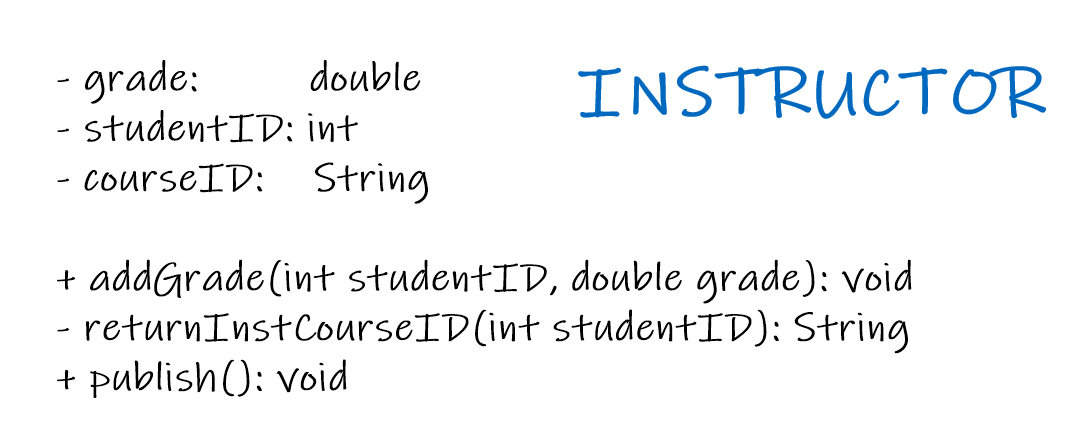 INSTRUCTOR
- grade: double
- studentID: int
- courseID: String
+ addGrade(int studentID, double grade): void
- returnInstCourseID(int studentID): String
+ publish(): void